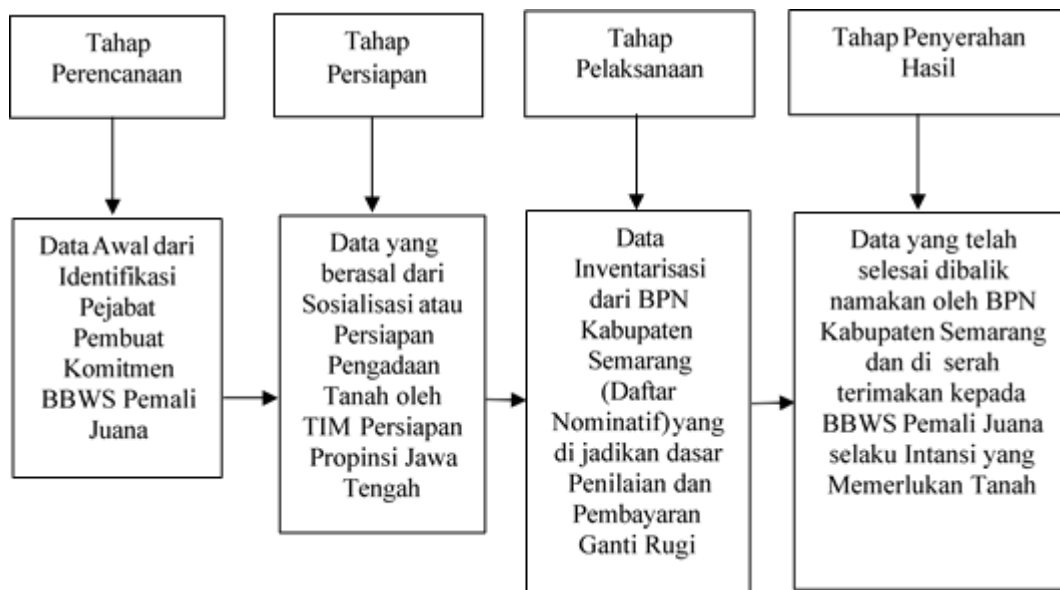 Tahap
Perencanaan
Tahap
Persiapan
Tahap
Pelaksanaan
Tahap Penyerahan
Hasil
Data Awal dari
Identifikasi
Pejabat
Pembuat
Komitmen
BBWS Pemali
Juana
Data yang
berasal dari
Sosialisasi atau
Persiapan
Pengadaan
Tanah oleh
TIM Persiapan
Propinsi Jawa
Tengah
Data
Inventarisasi
dari BPN
Kabupaten
Semarang
(Daftar
Nominatif)yang
di jadikan dasar
Penilaian dan
Pembayaran
Ganti Rugi
Data yang telah
selesai dibalik
namakan oleh BPN
Kabupaten Semarang
dan di serah
terimakan kepada
BBWS Pemali Juana
selaku Intansi yang
Memerlukan Tanah